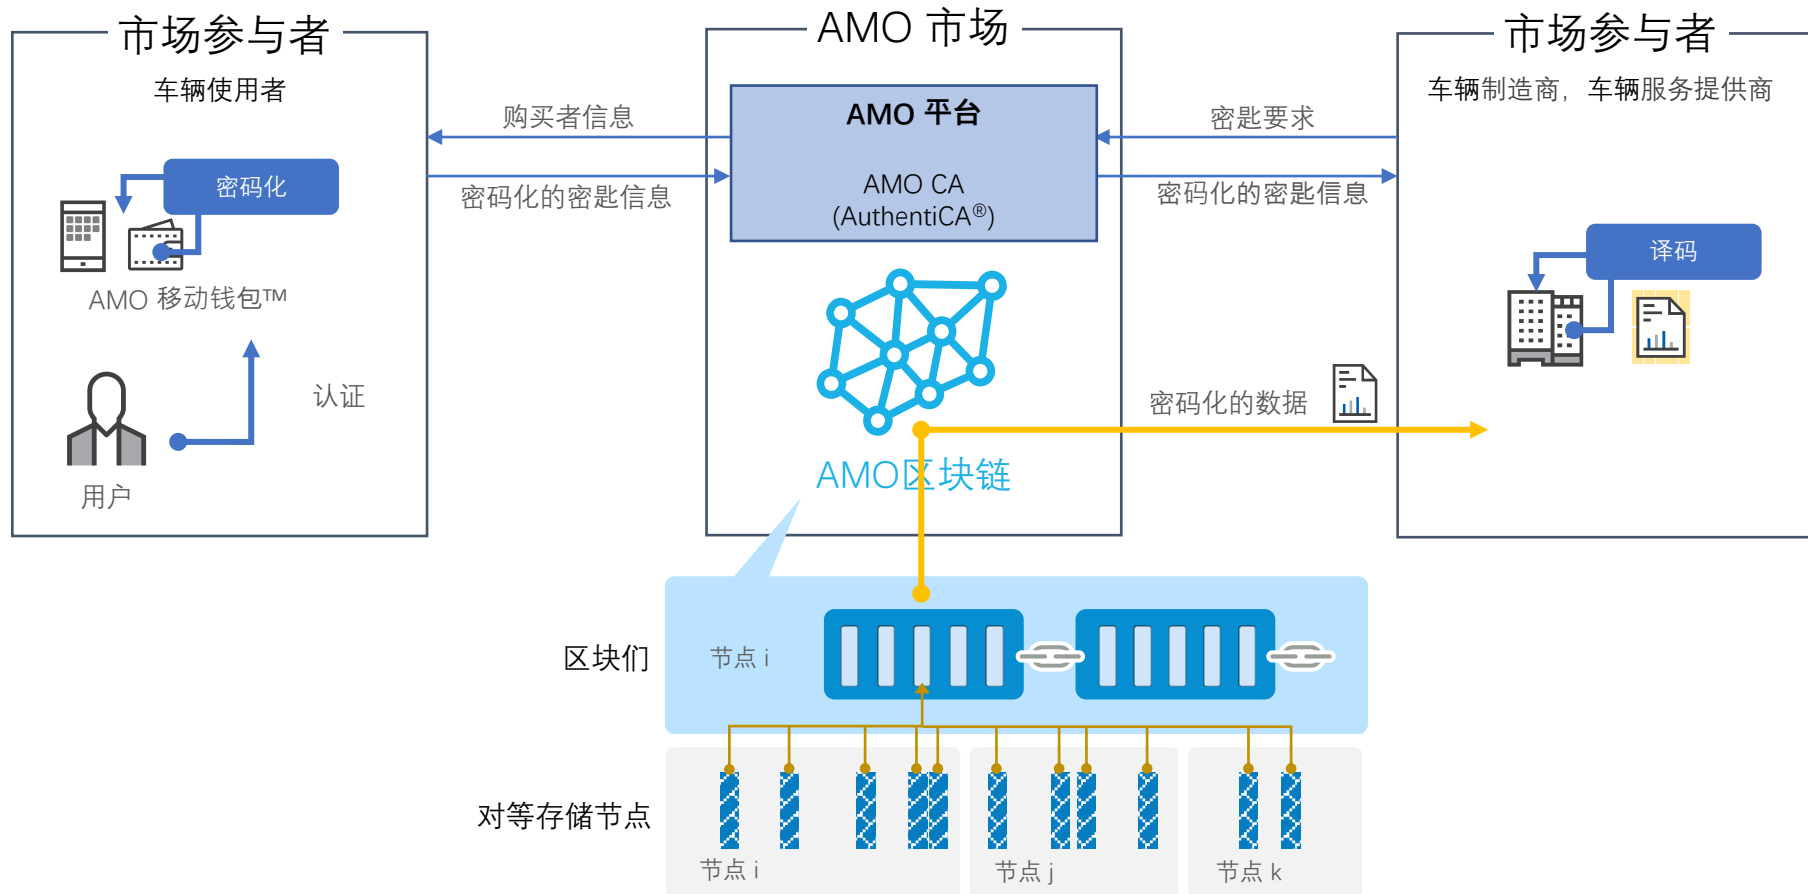 市场参与者
车辆使用者
密码化
AMO 移动钱包™
认证
用户
购买者信息
密码化的密匙信息
AMO 市场
AMO 平台
AMO CA
(AuthentiCA®)
AMO区块链
密匙要求
密码化的密匙信息
密码化的数据
市场参与者
车辆制造商, 车辆服务提供商
译码
区块们
节点 i
对等存储节点
节点 i
节点 j
节点 k